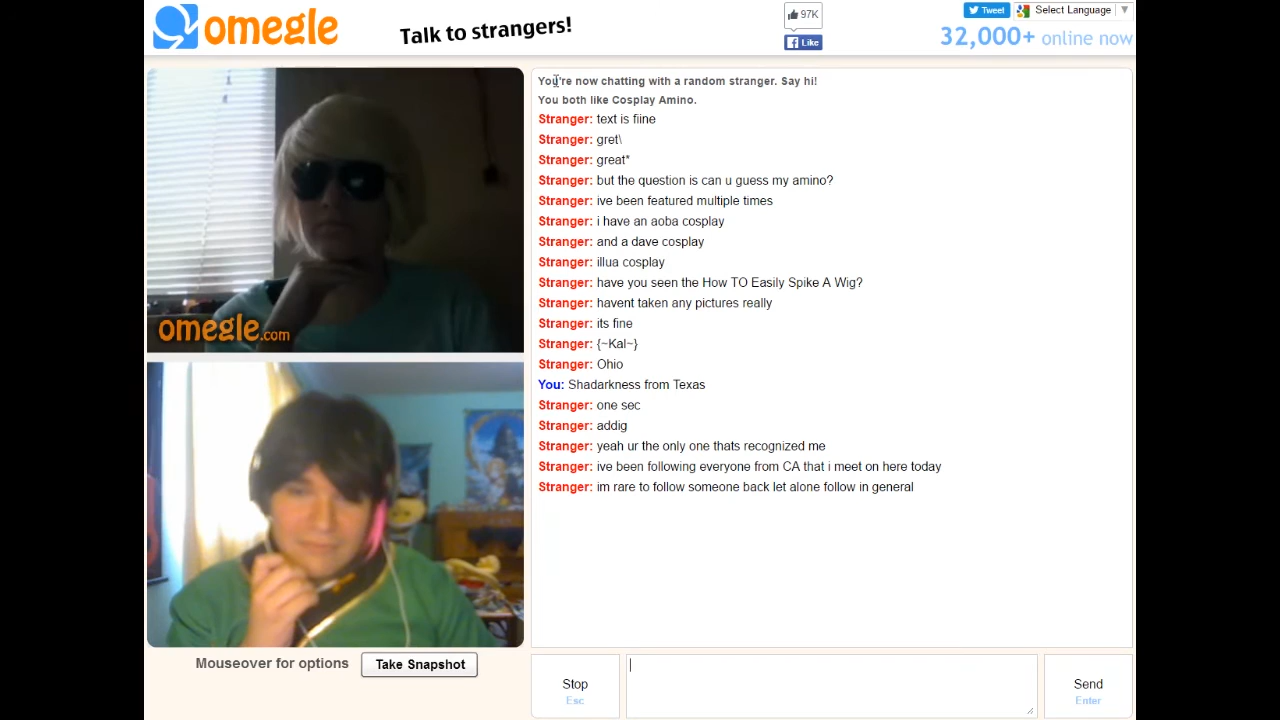 omegle
Talk to strangers!
97K
Like
Tweet
Select Language
32,000+ online now
You're now chatting with a random stranger. Say hi!
You both like Cosplay Amino.
Stranger: text is fiine
Stranger: gret\
Stranger: great*
Stranger: but the question is can u guess my amino?
Stranger: ive been featured multiple times
Stranger: i have an aoba cosplay
Stranger: and a dave cosplay
Stranger: illua cosplay
Stranger: have you seen the How TO Easily Spike A Wig?
Stranger: havent taken any pictures really
Stranger: its fine
Stranger: {~Kal~}
Stranger: Ohio
You: Shadarkness from Texas
Stranger: one sec
Stranger: addig
Stranger: yeah ur the only one thats recognized me
Stranger: ive been following everyone from CA that i meet on here today
Stranger: im rare to follow someone back let alone follow in general
omegle.com
Mouseover for options
Take Snapshot
Stop
Esc
Send
Enter